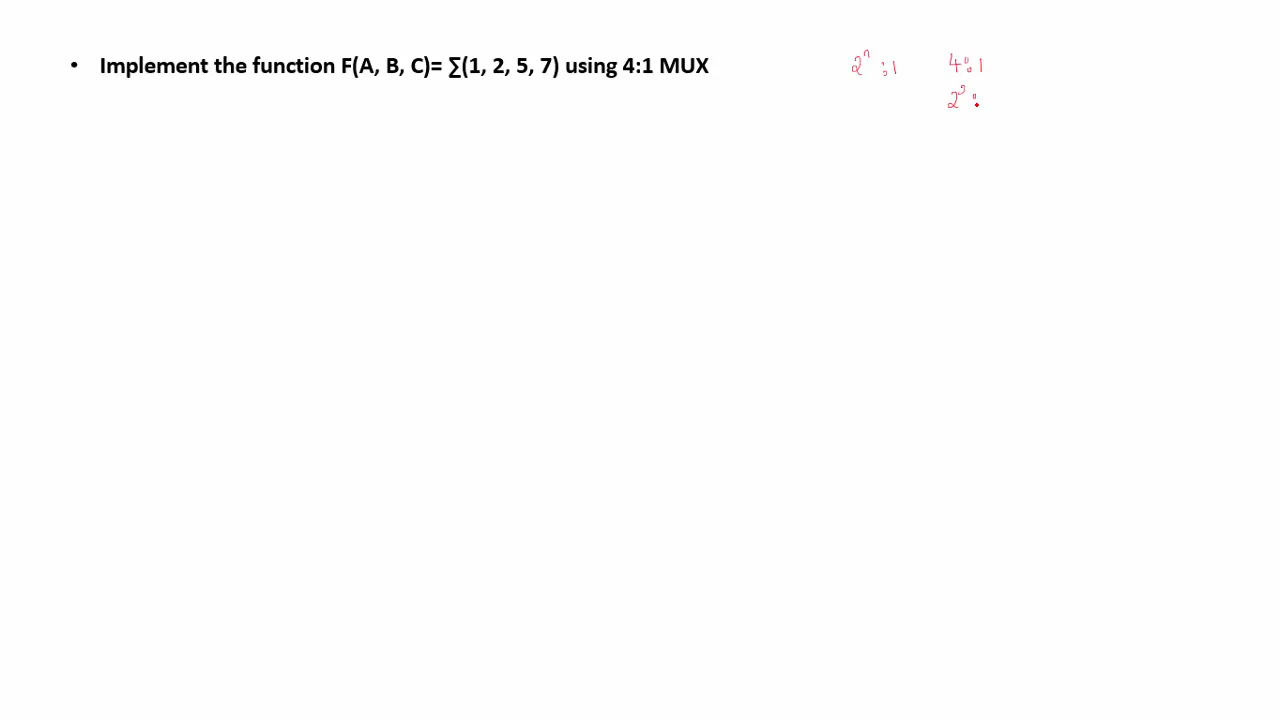 • Implement the function F(A, B, C)= ∑(1, 2, 5, 7) using 4:1 MUX
2ⁿ :1 4:1
2² :